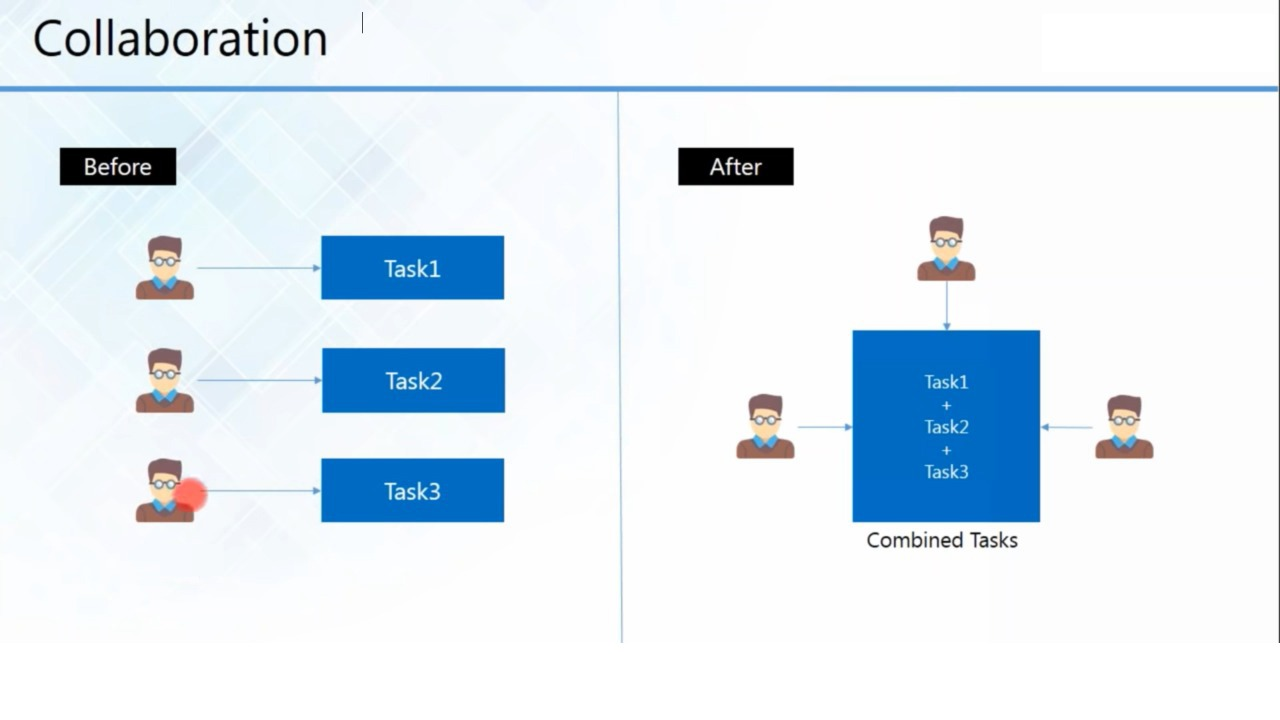 Collaboration
Before
Task1
Task2
Task3
After
Task1
+
Task2
+
Task3
Combined Tasks